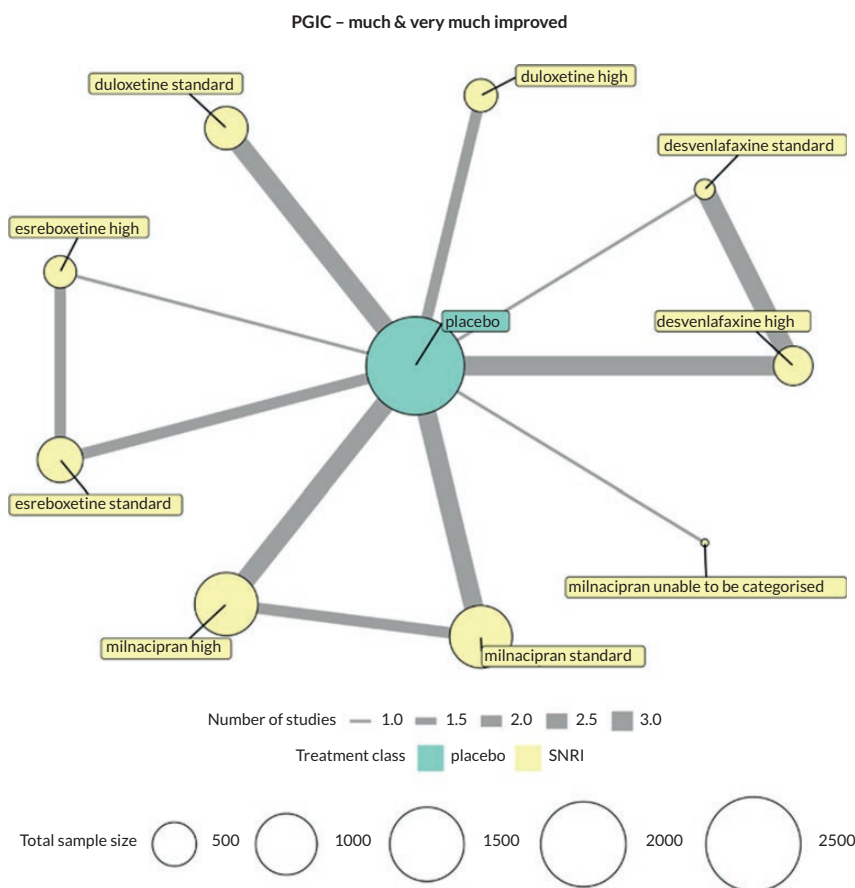 PGIC – much & very much improved
duloxetine standard
duloxetine high
desvenlafaxine standard
esreboxetine high
placebo
desvenlafaxine high
esreboxetine standard
milnacipran unable to be categorised
milnacipran high
milnacipran standard
Number of studies 1.0 1.5 2.0 2.5 3.0
Treatment class placebo SNRI
Total sample size 500 1000 1500 2000 2500